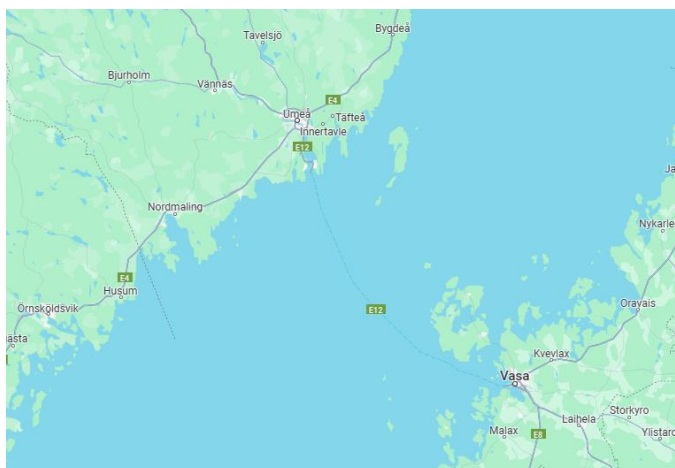 Bygdeå
Tavelsjö
Bjurholm
Vännäs
E4
Umeå
Täfteå
Innertavle
E12
Nordmaling
Nykarle
E4
Husum
Örnsköldsvik
E12
Oravais
Kvevlax
Vasa
Storkyro
Laihela
Malax
E8
Ylistaro